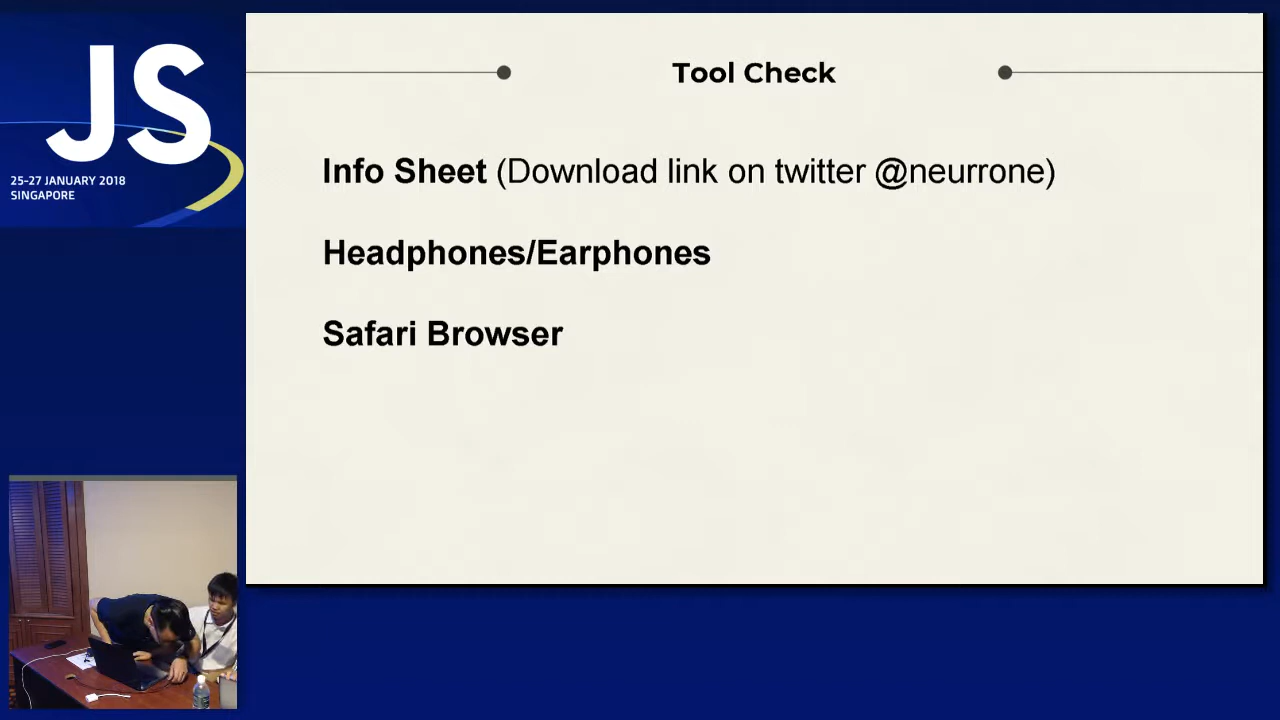 JS
25-27 JANUARY 2018
SINGAPORE
Tool Check
Info Sheet (Download link on twitter @neurrone)
Headphones/Earphones
Safari Browser